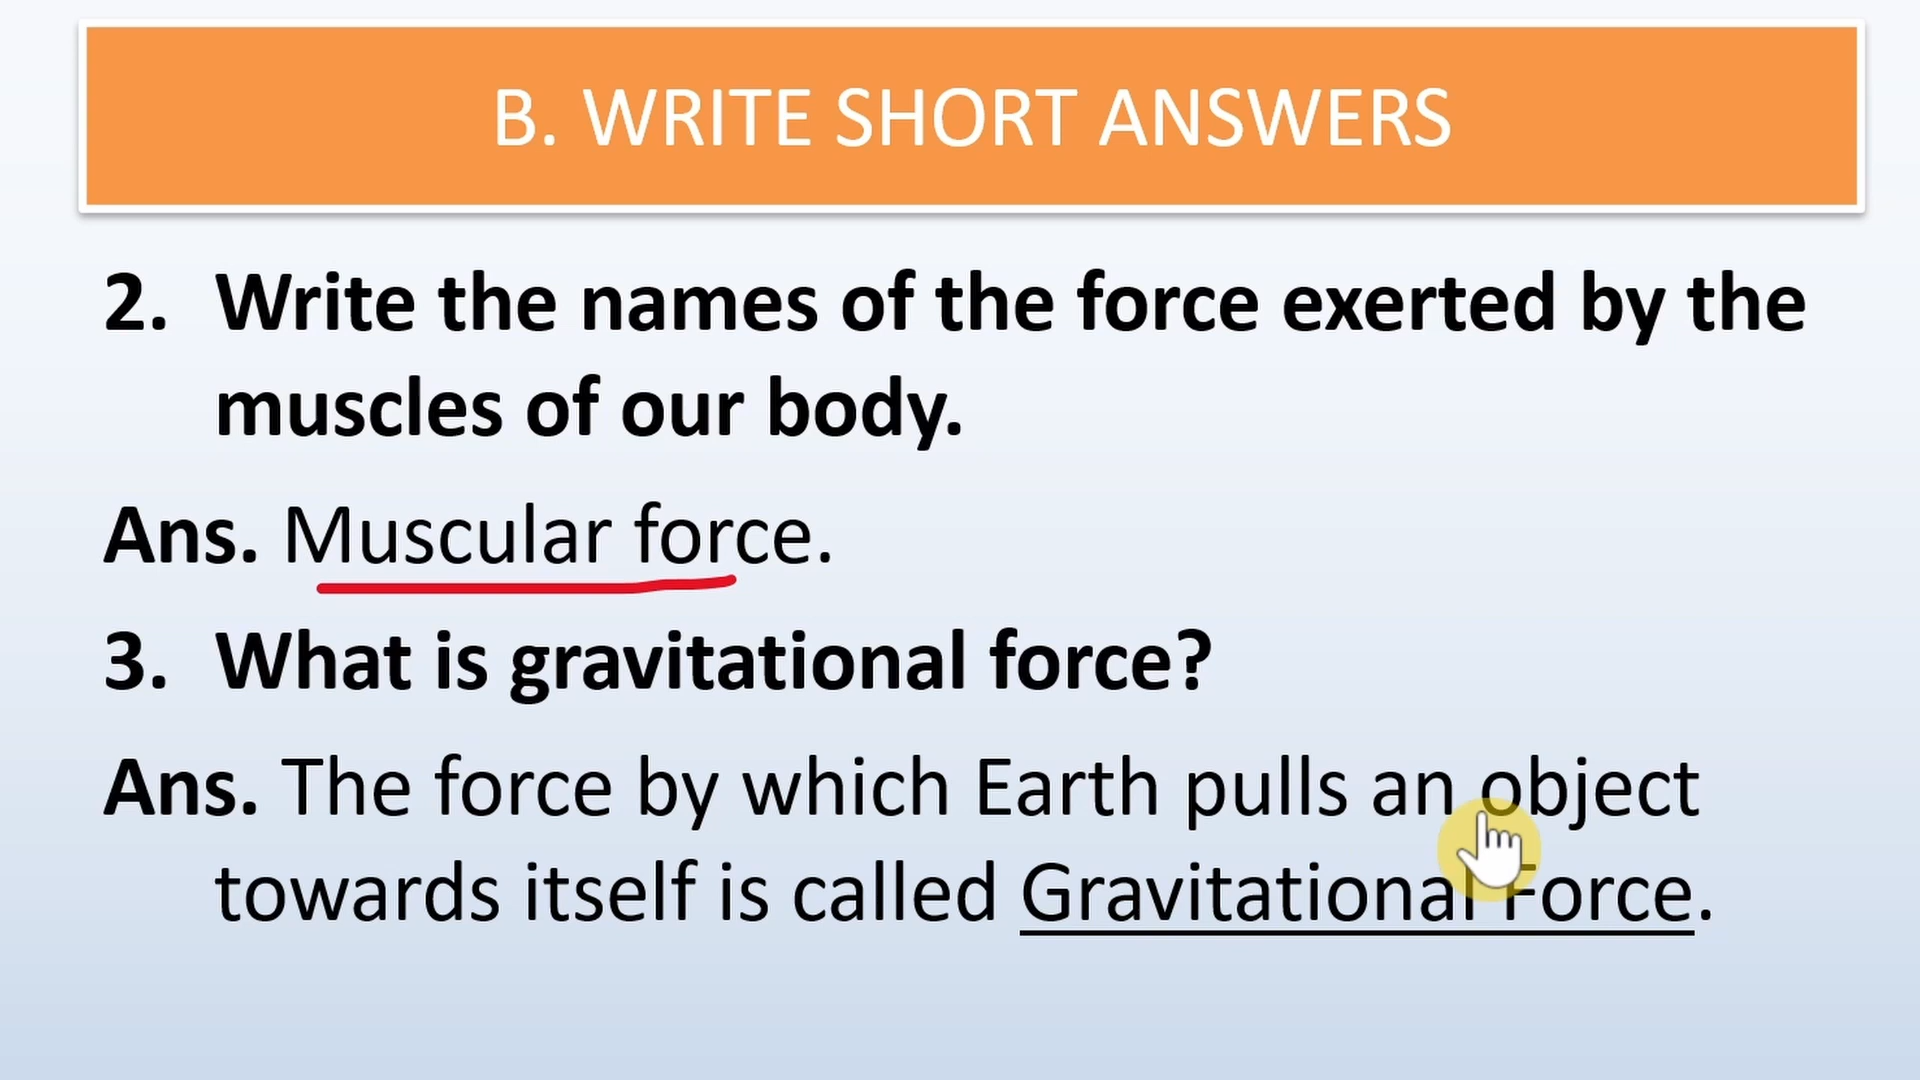 B. WRITE SHORT ANSWERS
2. Write the names of the force exerted by the
muscles of our body.
Ans. Muscular force.
3. What is gravitational force?
Ans. The force by which Earth pulls an object
towards itself is called Gravitational Force.